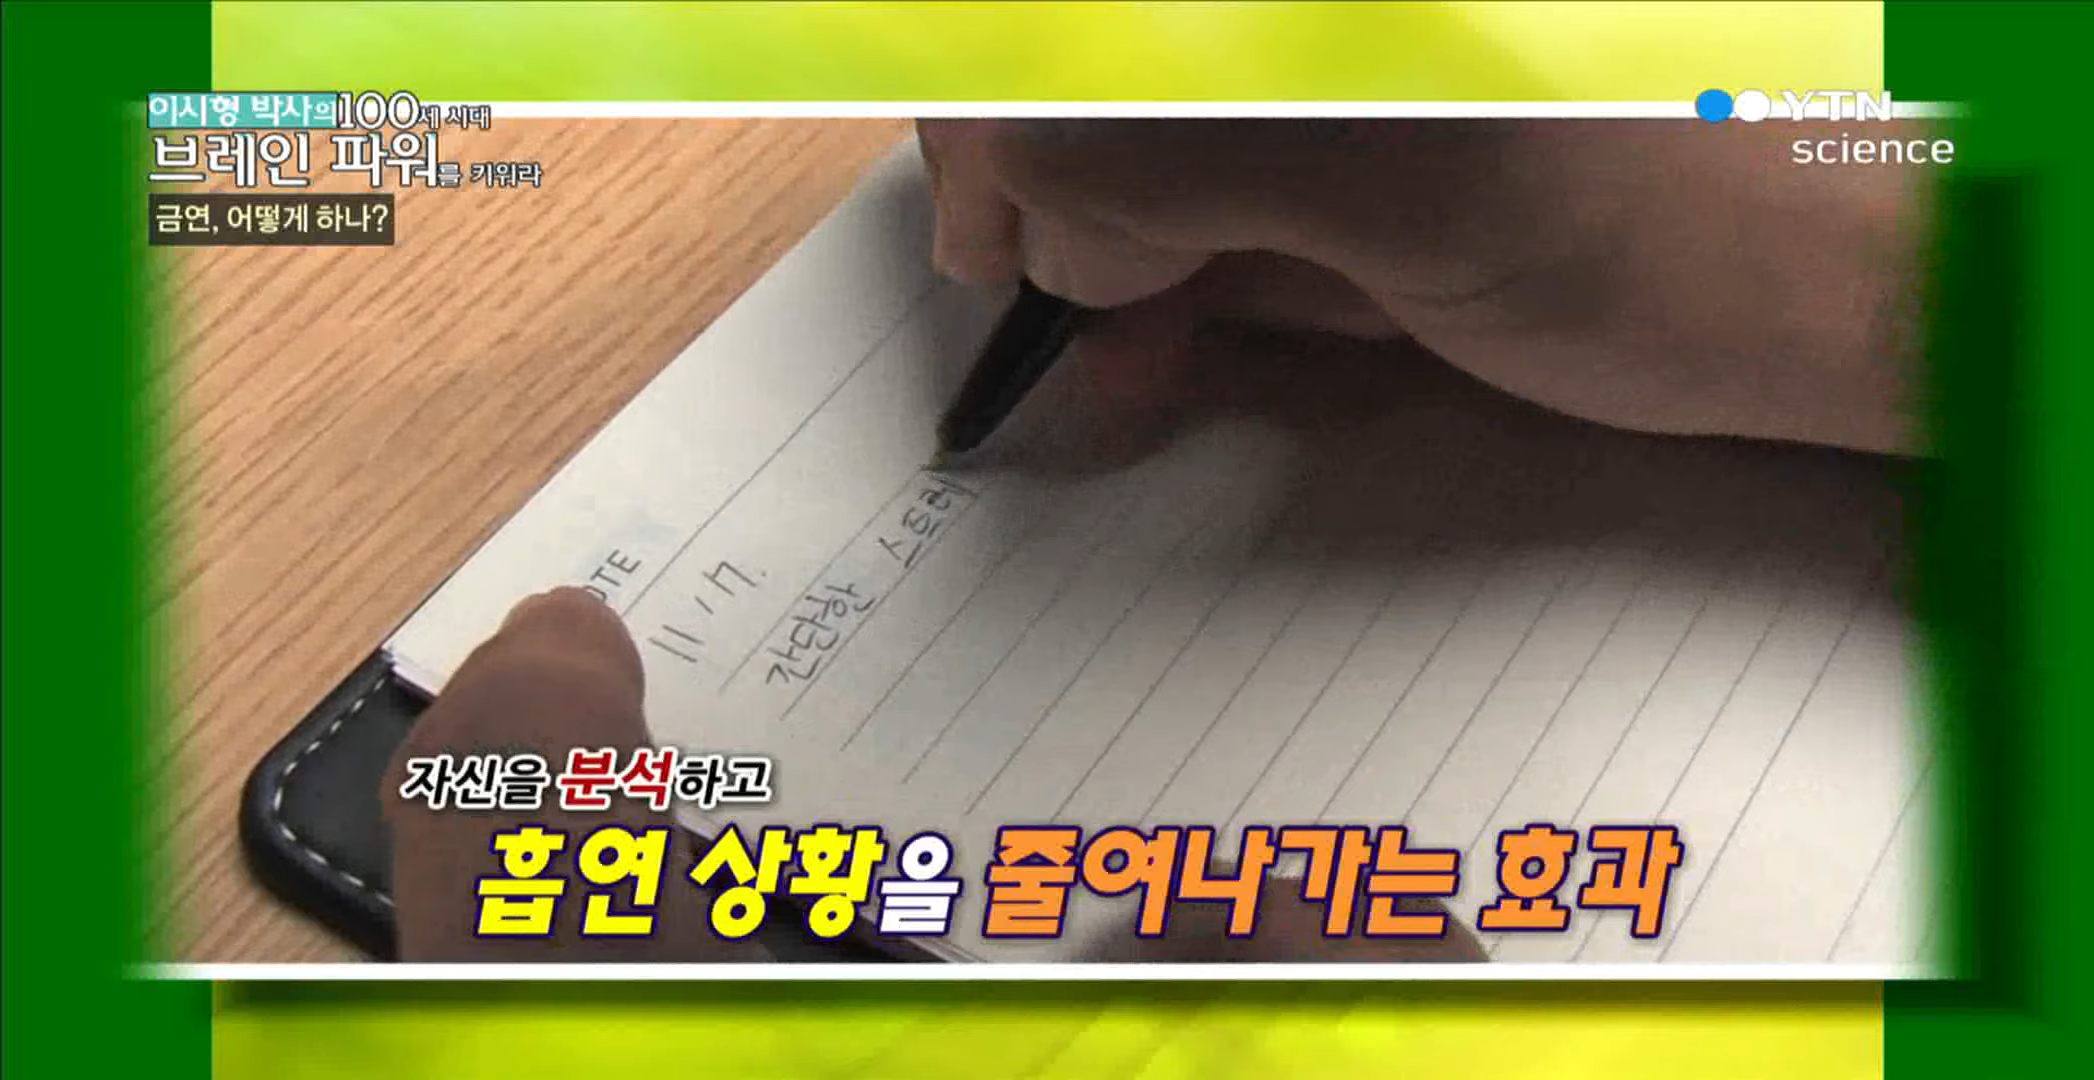 이시형 박사의 100세 시대
브레인 파워를 키워라
금연, 어떻게 하나?
YTN
science
OTE
11/17.
간단한 스트레
자신을 분석하고
흡연 상황을 줄여나가는 효과